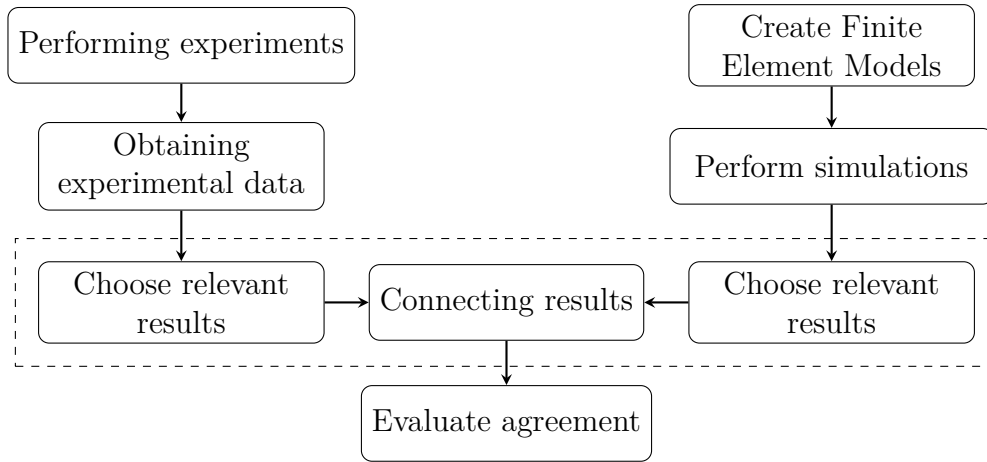 Performing experiments
Create Finite
Element Models
Obtaining
experimental data
Perform simulations
Choose relevant
results
Connecting results
Choose relevant
results
Evaluate agreement